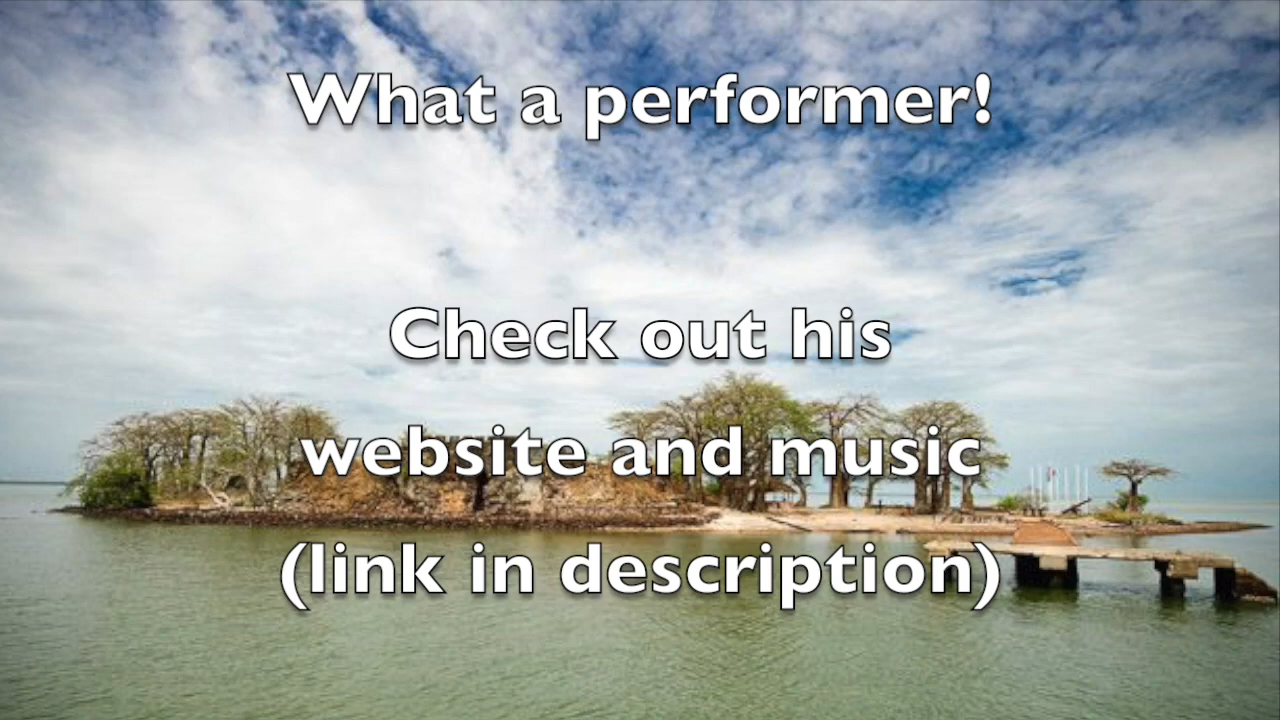 What a performer!
Check out his
website and music
(link in description)